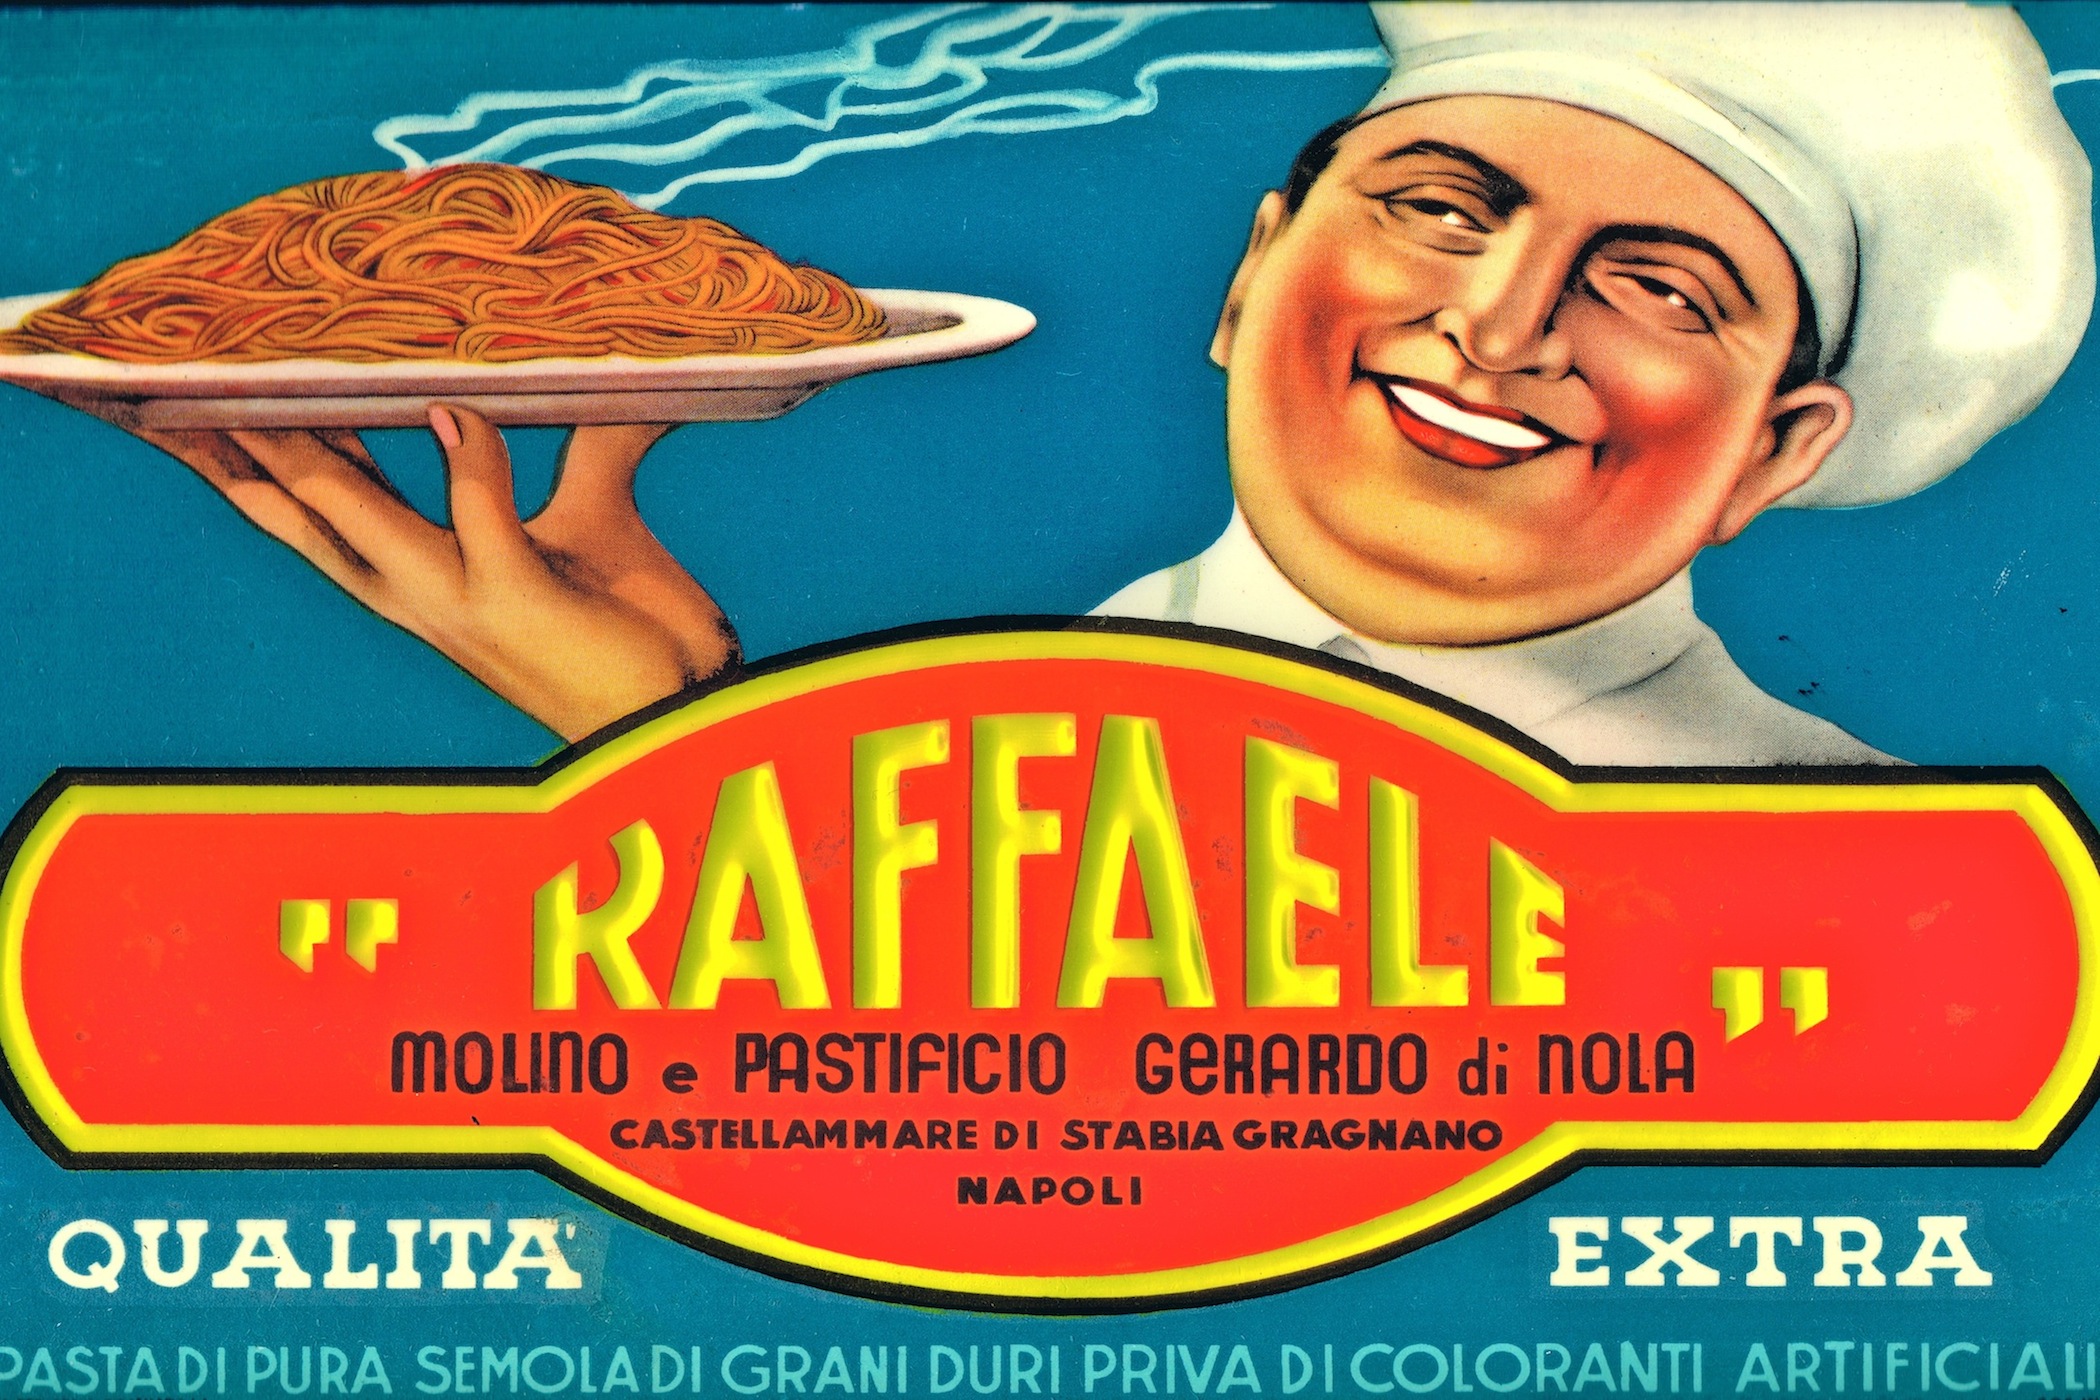 " RAFFAELE "
MOLINO e PASTIFICIO GERARDO di NOLA
CASTELLAMMARE DI STABIA GRAGNANO
NAPOLI
QUALITA' EXTRA
PASTA DI PURA SEMOLA DI GRANI DURI PRIVA DI COLORANTI ARTIFICIALI